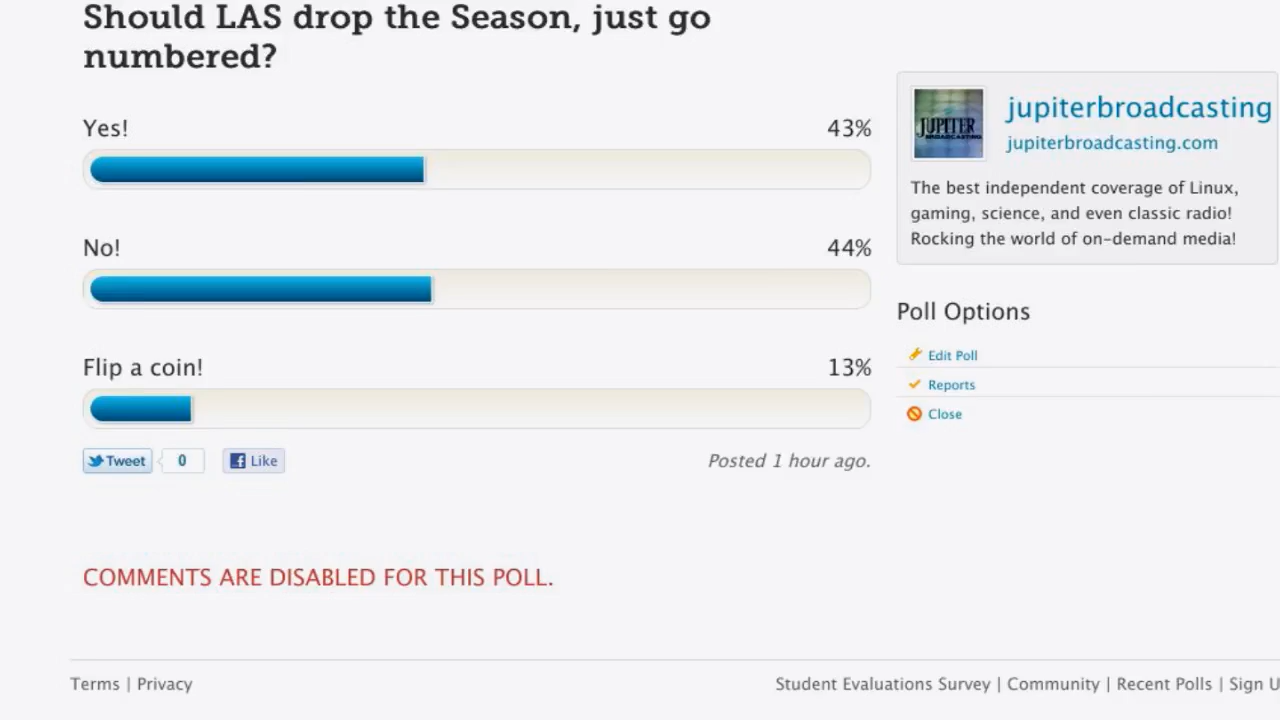 Should LAS drop the Season, just go
numbered?
Yes!
43%
No!
44%
Flip a coin!
13%
Tweet
0
Like
Posted 1 hour ago.
COMMENTS ARE DISABLED FOR THIS POLL.
JUPITER
BROADCASTING
jupiterbroadcasting
jupiterbroadcasting.com
The best independent coverage of Linux,
gaming, science, and even classic radio!
Rocking the world of on-demand media!
Poll Options
Edit Poll
Reports
Close
Terms | Privacy
Student Evaluations Survey | Community | Recent Polls | Sign U